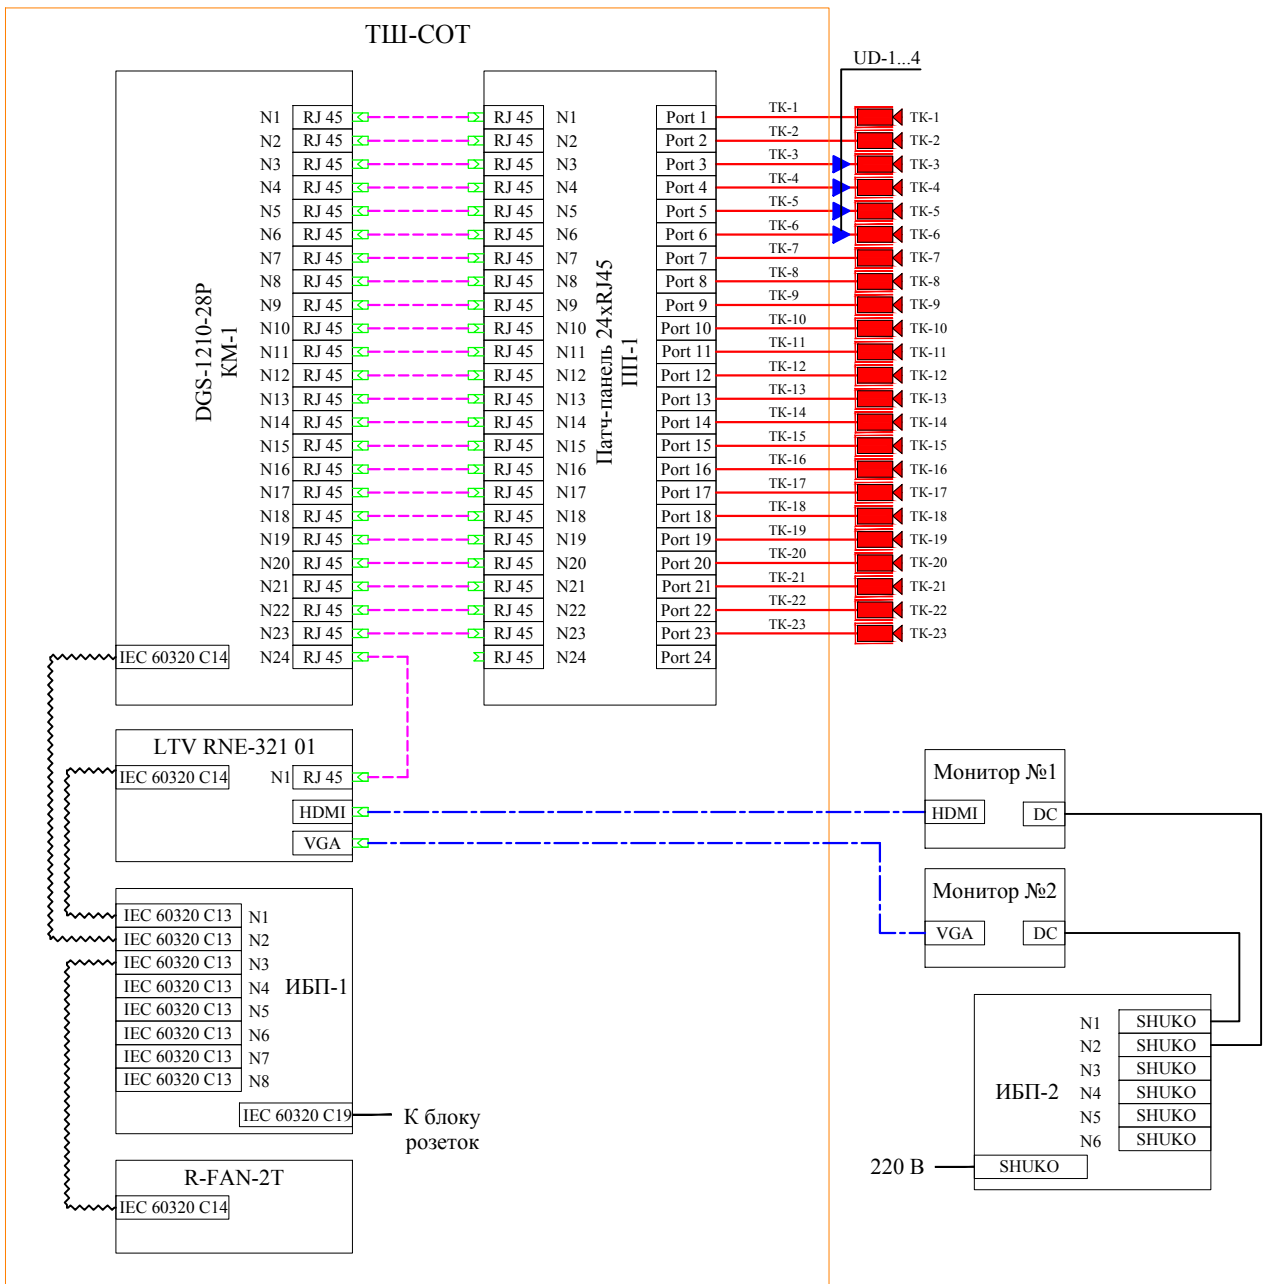 ТШ-СОТ
UD-1...4
N1 RJ 45 RJ 45 N1 Port 1 ТК-1 ТК-1
N2 RJ 45 RJ 45 N2 Port 2 ТК-2 ТК-2
N3 RJ 45 RJ 45 N3 Port 3 ТК-3 ТК-3
N4 RJ 45 RJ 45 N4 Port 4 ТК-4 ТК-4
N5 RJ 45 RJ 45 N5 Port 5 ТК-5 ТК-5
N6 RJ 45 RJ 45 N6 Port 6 ТК-6 ТК-6
N7 RJ 45 RJ 45 N7 Port 7 ТК-7 ТК-7
N8 RJ 45 RJ 45 N8 Port 8 ТК-8 ТК-8
N9 RJ 45 RJ 45 N9 Port 9 ТК-9 ТК-9
N10 RJ 45 RJ 45 N10 Port 10 ТК-10 ТК-10
N11 RJ 45 RJ 45 N11 Port 11 ТК-11 ТК-11
N12 RJ 45 RJ 45 N12 Port 12 ТК-12 ТК-12
N13 RJ 45 RJ 45 N13 Port 13 ТК-13 ТК-13
N14 RJ 45 RJ 45 N14 Port 14 ТК-14 ТК-14
N15 RJ 45 RJ 45 N15 Port 15 ТК-15 ТК-15
N16 RJ 45 RJ 45 N16 Port 16 ТК-16 ТК-16
N17 RJ 45 RJ 45 N17 Port 17 ТК-17 ТК-17
N18 RJ 45 RJ 45 N18 Port 18 ТК-18 ТК-18
N19 RJ 45 RJ 45 N19 Port 19 ТК-19 ТК-19
N20 RJ 45 RJ 45 N20 Port 20 ТК-20 ТК-20
N21 RJ 45 RJ 45 N21 Port 21 ТК-21 ТК-21
N22 RJ 45 RJ 45 N22 Port 22 ТК-22 ТК-22
N23 RJ 45 RJ 45 N23 Port 23 ТК-23 ТК-23
IEC 60320 C14 N24 RJ 45 RJ 45 N24 Port 24
DGS-1210-28P
КМ-1
Патч-панель 24xRJ45
ПП-1
LTV RNE-321 01
IEC 60320 C14 N1 RJ 45
HDMI
VGA
Монитор №1
HDMI DC
Монитор №2
VGA DC
IEC 60320 C13 N1
IEC 60320 C13 N2
IEC 60320 C13 N3
IEC 60320 C13 N4
IEC 60320 C13 N5
IEC 60320 C13 N6
IEC 60320 C13 N7
IEC 60320 C13 N8
ИБП-1
IEC 60320 C19
К блоку
розеток
N1 SHUKO
N2 SHUKO
N3 SHUKO
N4 SHUKO
N5 SHUKO
N6 SHUKO
ИБП-2
220 В SHUKO
R-FAN-2T
IEC 60320 C14